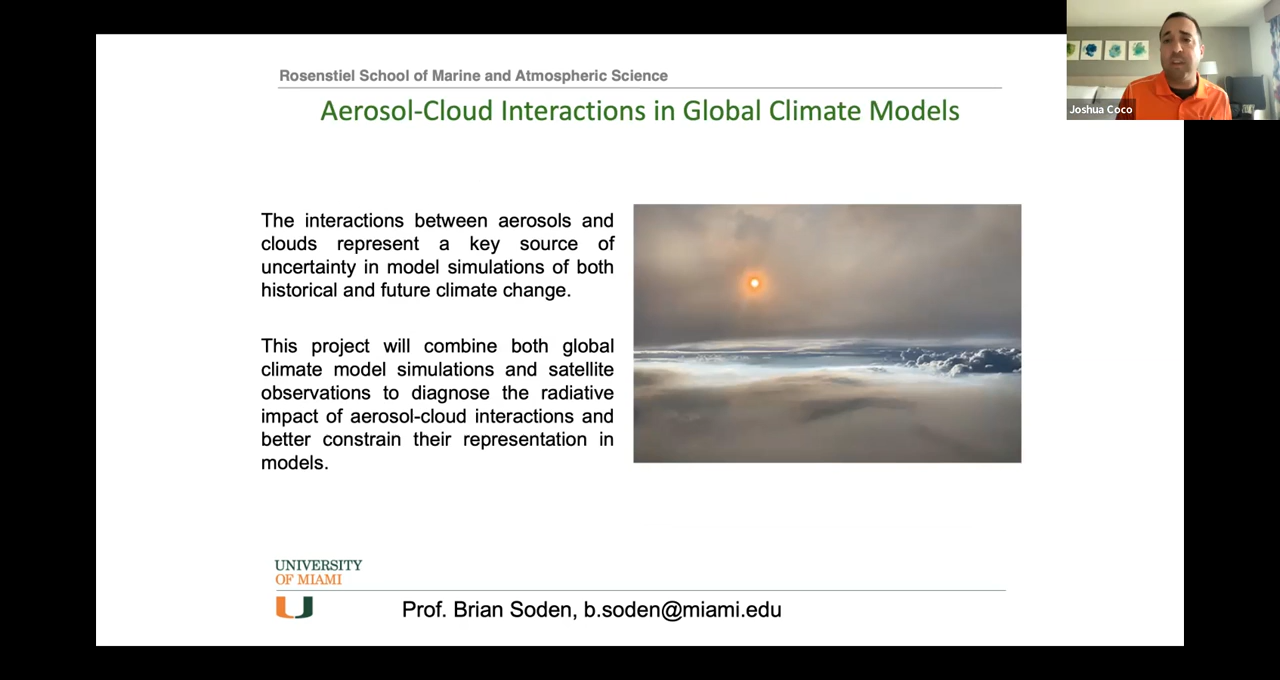 Rosenstiel School of Marine and Atmospheric Science
Aerosol-Cloud Interactions in Global Climate Models
Joshua Coco
The interactions between aerosols and
clouds represent a key source of
uncertainty in model simulations of both
historical and future climate change.
This project will combine both global
climate model simulations and satellite
observations to diagnose the radiative
impact of aerosol-cloud interactions and
better constrain their representation in
models.
UNIVERSITY
OF MIAMI
Prof. Brian Soden, b.soden@miami.edu